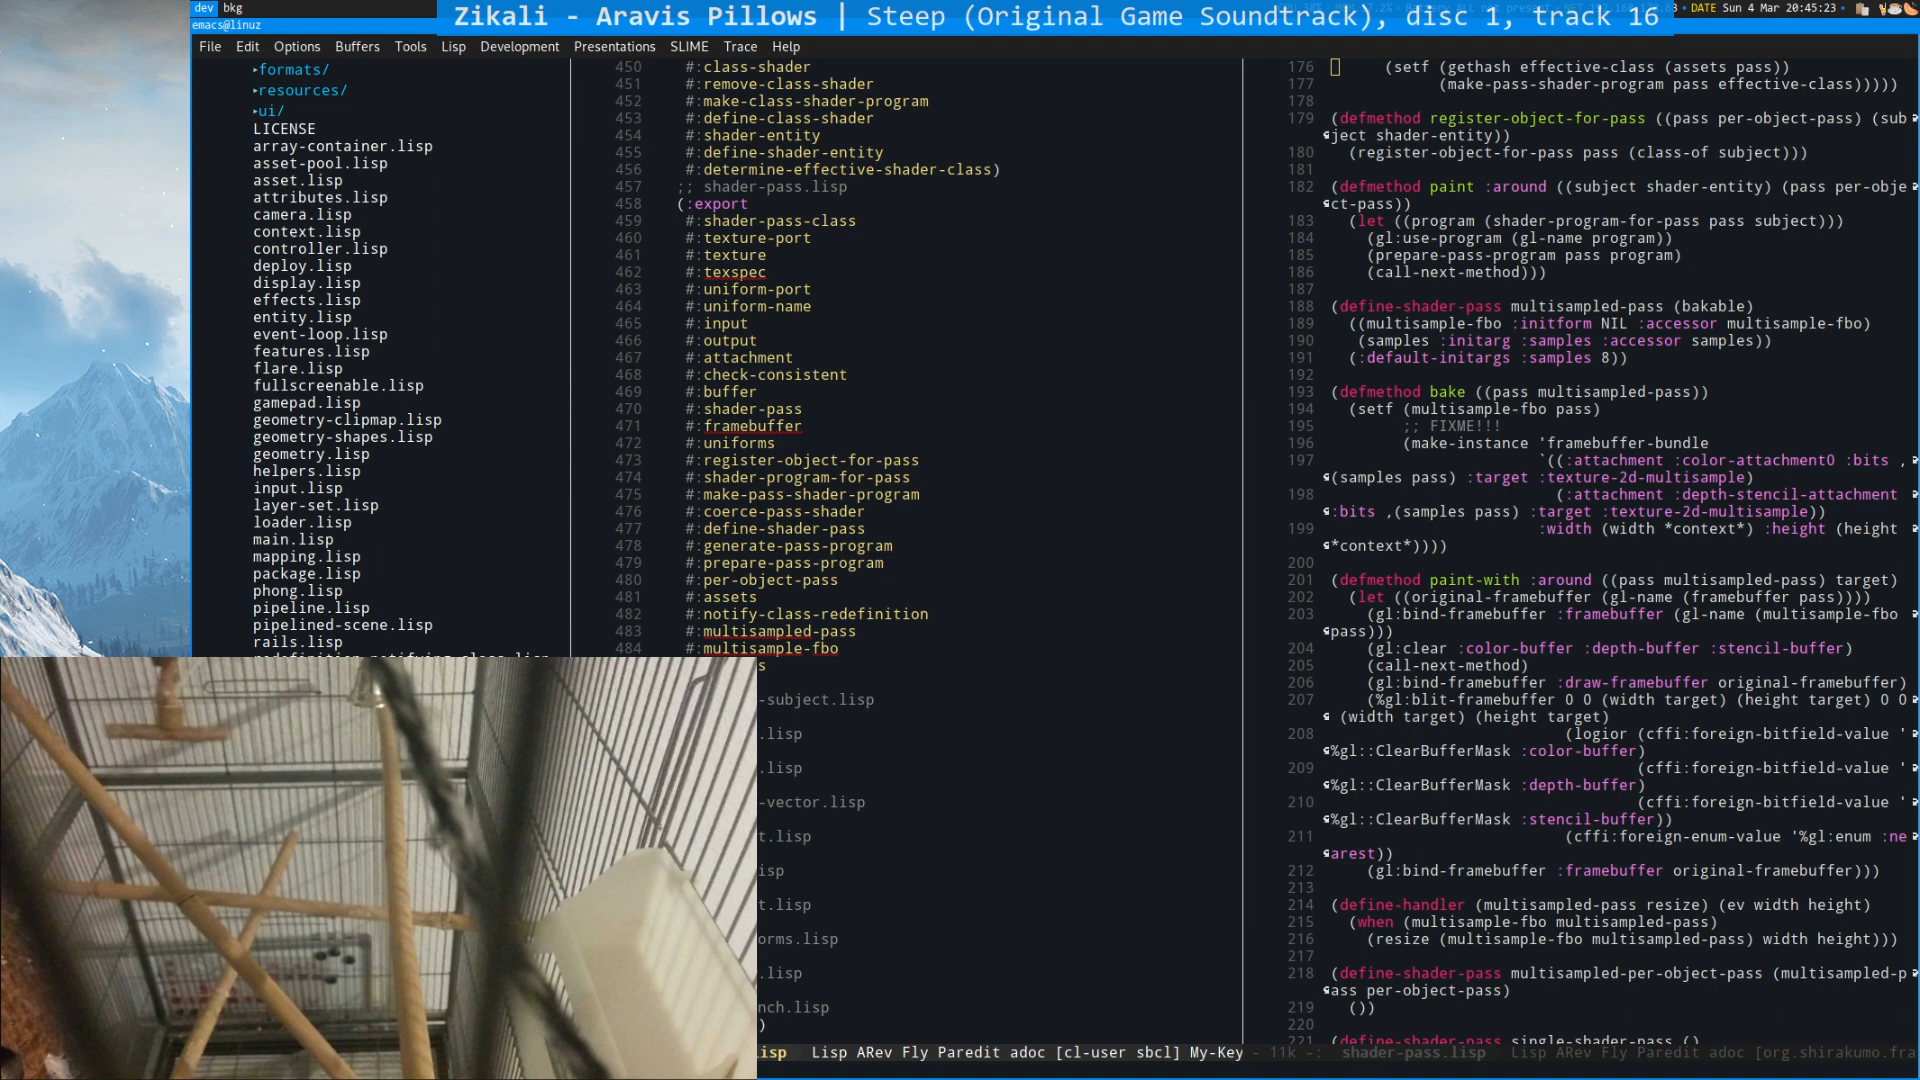 dev bkg
Zikali - Aravis Pillows | Steep (Original Game Soundtrack), disc 1, track 16
DATE Sun 4 Mar 20:45:23
emacs@linuz
File Edit Options Buffers Tools Lisp Development Presentations SLIME Trace Help
formats/
resources/
ui/
LICENSE
array-container.lisp
asset-pool.lisp
asset.lisp
attributes.lisp
camera.lisp
context.lisp
controller.lisp
deploy.lisp
display.lisp
effects.lisp
entity.lisp
event-loop.lisp
features.lisp
flare.lisp
fullscreenable.lisp
gamepad.lisp
geometry-clipmap.lisp
geometry-shapes.lisp
geometry.lisp
helpers.lisp
input.lisp
layer-set.lisp
loader.lisp
main.lisp
mapping.lisp
package.lisp
phong.lisp
pipeline.lisp
pipelined-scene.lisp
rails.lisp
450 #:class-shader
451 #:remove-class-shader
452 #:make-class-shader-program
453 #:define-class-shader
454 #:shader-entity
455 #:define-shader-entity
456 #:determine-effective-shader-class)
457 ;; shader-pass.lisp
458 (:export
459 #:shader-pass-class
460 #:texture-port
461 #:texture
462 #:texspec
463 #:uniform-port
464 #:uniform-name
465 #:input
466 #:output
467 #:attachment
468 #:check-consistent
469 #:buffer
470 #:shader-pass
471 #:framebuffer
472 #:uniforms
473 #:register-object-for-pass
474 #:shader-program-for-pass
475 #:make-pass-shader-program
476 #:coerce-pass-shader
477 #:define-shader-pass
478 #:generate-pass-program
479 #:prepare-pass-program
480 #:per-object-pass
481 #:assets
482 #:notify-class-redefinition
483 #:multisampled-pass
484 #:multisample-fbo
s
-subject.lisp
.lisp
.lisp
-vector.lisp
t.lisp
isp
t.lisp
orms.lisp
.lisp
nch.lisp
)
isp Lisp ARev Fly Paredit adoc [cl-user sbcl] My-Key
176 (setf (gethash effective-class (assets pass))
177 (make-pass-shader-program pass effective-class)))))
178
179 (defmethod register-object-for-pass ((pass per-object-pass) (sub
ject shader-entity))
180 (register-object-for-pass pass (class-of subject)))
181
182 (defmethod paint :around ((subject shader-entity) (pass per-obje
ct-pass))
183 (let ((program (shader-program-for-pass pass subject)))
184 (gl:use-program (gl-name program))
185 (prepare-pass-program pass program)
186 (call-next-method)))
187
188 (define-shader-pass multisampled-pass (bakable)
189 ((multisample-fbo :initform NIL :accessor multisample-fbo)
190 (samples :initarg :samples :accessor samples))
191 (:default-initargs :samples 8))
192
193 (defmethod bake ((pass multisampled-pass))
194 (setf (multisample-fbo pass)
195 ;; FIXME!!!
196 (make-instance 'framebuffer-bundle
197 `((:attachment :color-attachment0 :bits ,
(samples pass) :target :texture-2d-multisample)
198 (:attachment :depth-stencil-attachment
:bits ,(samples pass) :target :texture-2d-multisample))
199 :width (width *context*) :height (height
*context*))))
200
201 (defmethod paint-with :around ((pass multisampled-pass) target)
202 (let ((original-framebuffer (gl-name (framebuffer pass))))
203 (gl:bind-framebuffer :framebuffer (gl-name (multisample-fbo
pass)))
204 (gl:clear :color-buffer :depth-buffer :stencil-buffer)
205 (call-next-method)
206 (gl:bind-framebuffer :draw-framebuffer original-framebuffer)
207 (%gl:blit-framebuffer 0 0 (width target) (height target) 0 0
(width target) (height target)
208 (logior (cffi:foreign-bitfield-value '
%gl::ClearBufferMask :color-buffer)
209 (cffi:foreign-bitfield-value '
%gl::ClearBufferMask :depth-buffer)
210 (cffi:foreign-bitfield-value '
%gl::ClearBufferMask :stencil-buffer))
211 (cffi:foreign-enum-value '%gl:enum :ne
arest))
212 (gl:bind-framebuffer :framebuffer original-framebuffer)))
213
214 (define-handler (multisampled-pass resize) (ev width height)
215 (when (multisample-fbo multisampled-pass)
216 (resize (multisample-fbo multisampled-pass) width height)))
217
218 (define-shader-pass multisampled-per-object-pass (multisampled-p
ass per-object-pass)
219 ())
220
221 (define-shader-pass single-shader-pass ()
- 11k -: shader-pass.lisp Lisp ARev Fly Paredit adoc [org.shirakumo.fra